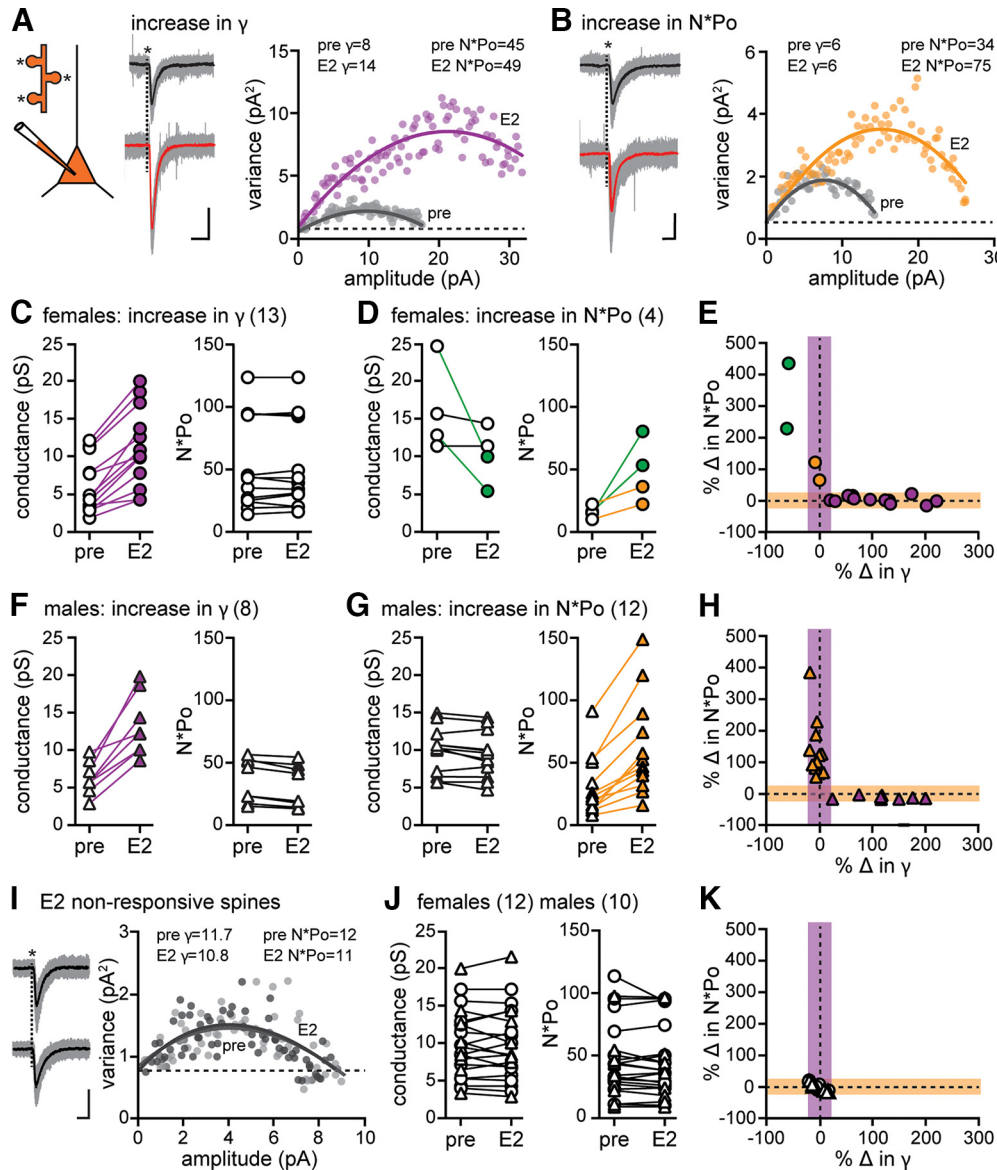 A
increase in γ
*
*
*
*
variance (pA²)
15
10
5
0
pre γ=8
E2 γ=14
pre N*Po=45
E2 N*Po=49
E2
pre
0
10
20
30
amplitude (pA)
B
increase in N*Po
*
variance (pA²)
6
4
2
0
pre γ=6
E2 γ=6
pre N*Po=34
E2 N*Po=75
E2
pre
0
10
20
30
amplitude (pA)
C
females: increase in γ (13)
conductance (pS)
25
20
15
10
5
0
pre
E2
N*Po
150
100
50
0
pre
E2
D
females: increase in N*Po (4)
conductance (pS)
25
20
15
10
5
0
pre
E2
N*Po
150
100
50
0
pre
E2
E
% Δ in N*Po
500
400
300
200
100
0
-100
-100
0
100
200
300
% Δ in γ
F
males: increase in γ (8)
conductance (pS)
25
20
15
10
5
0
pre
E2
N*Po
150
100
50
0
pre
E2
G
males: increase in N*Po (12)
conductance (pS)
25
20
15
10
5
0
pre
E2
N*Po
150
100
50
0
pre
E2
H
% Δ in N*Po
500
400
300
200
100
0
-100
-100
0
100
200
300
% Δ in γ
I
E2 non-responsive spines
*
variance (pA²)
3
2
1
0
pre γ=11.7
E2 γ=10.8
pre N*Po=12
E2 N*Po=11
E2
pre
0
2
4
6
8
10
amplitude (pA)
J
females (12) males (10)
conductance (pS)
25
20
15
10
5
0
pre
E2
N*Po
150
100
50
0
pre
E2
K
% Δ in N*Po
500
400
300
200
100
0
-100
-100
0
100
200
300
% Δ in γ